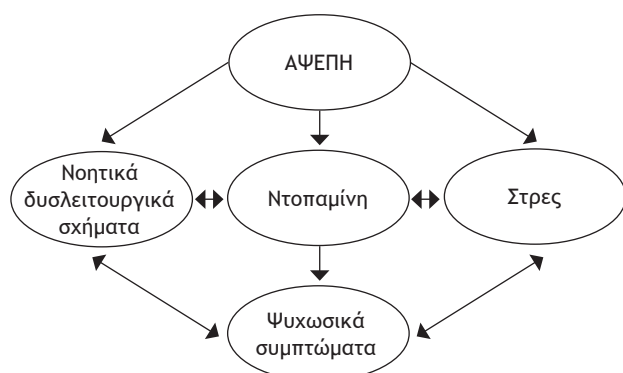 ΑΨΕΠΗ
Νοητικά
δυσλειτουργικά
σχήματα
Ντοπαμίνη
Στρες
Ψυχωσικά
συμπτώματα